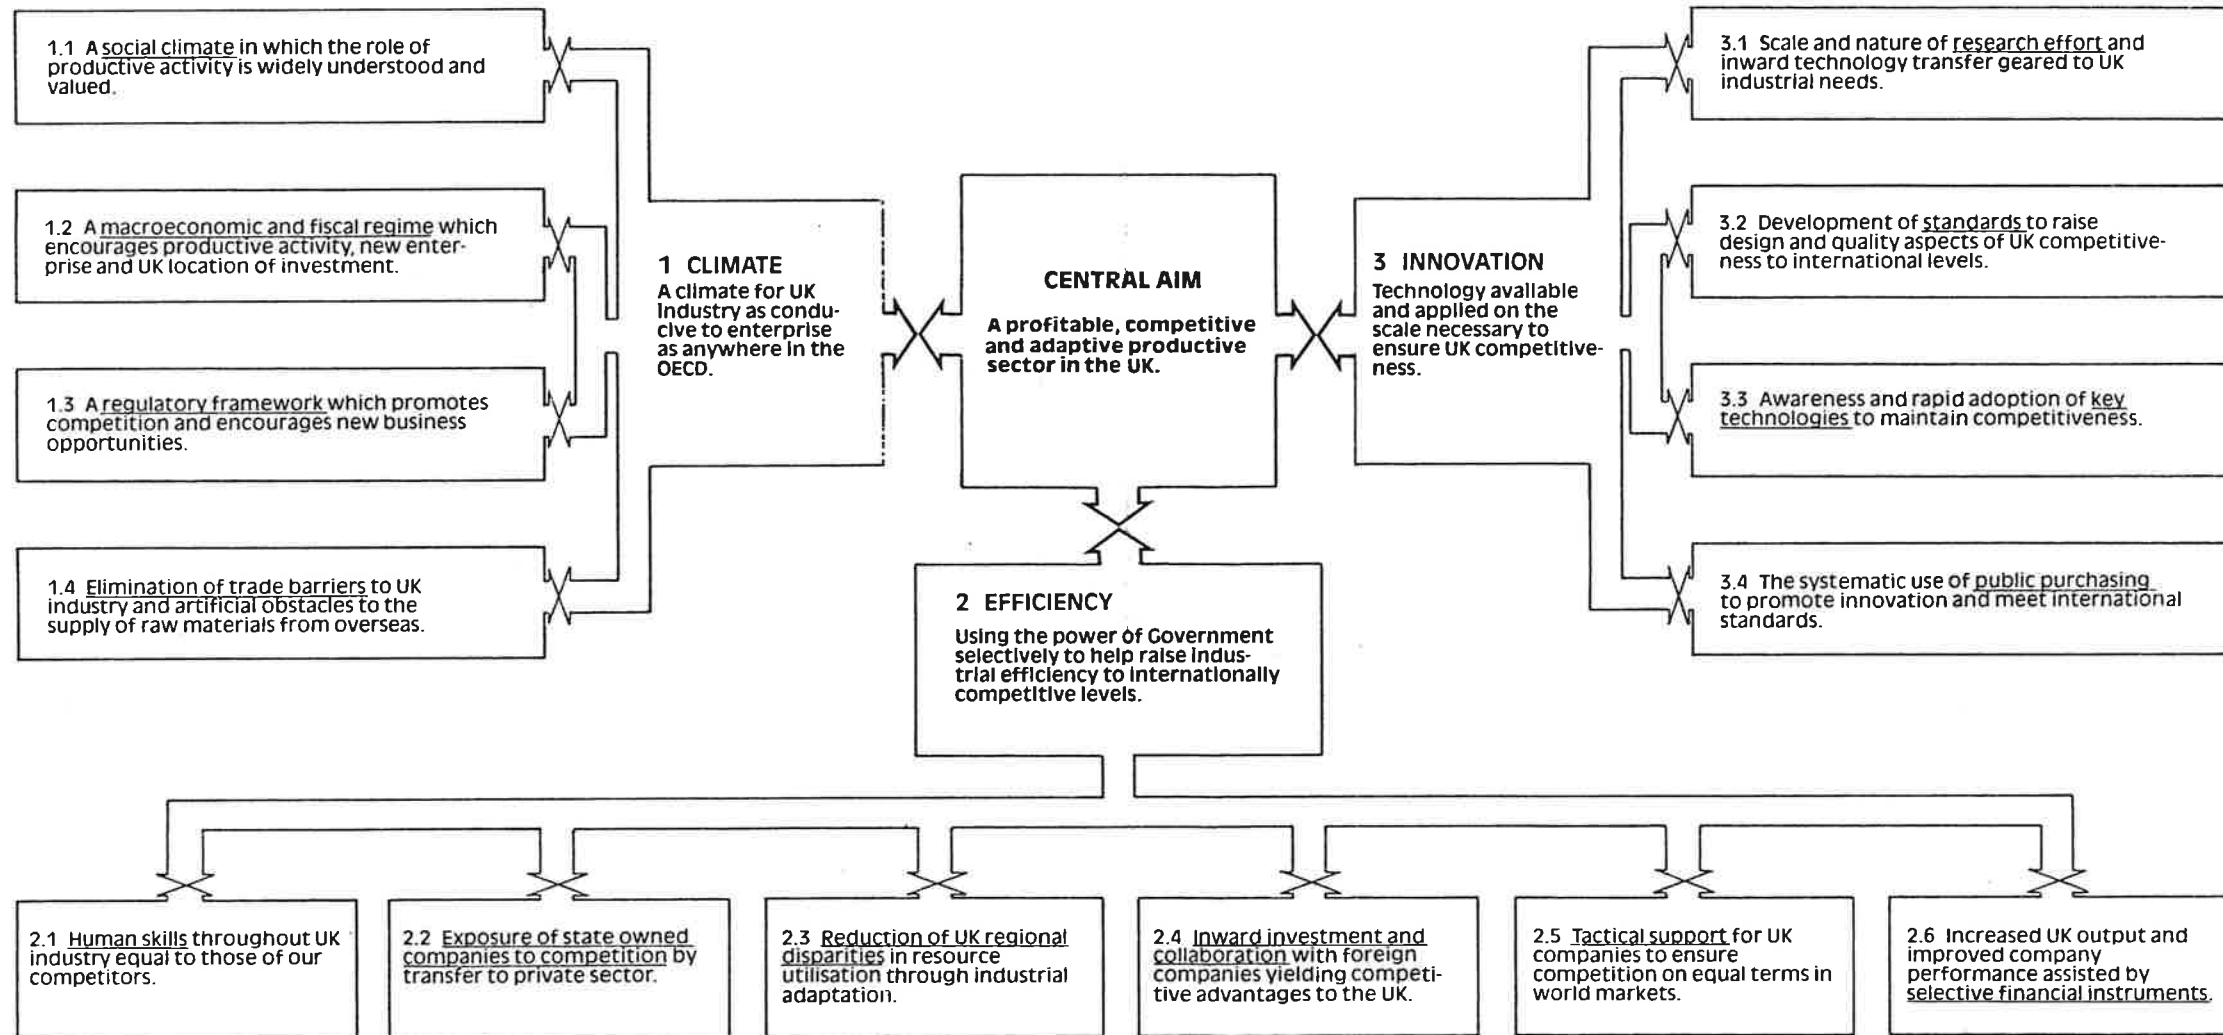 1.1 A social climate in which the role of
productive activity is widely understood and
valued.
1.2 A macroeconomic and fiscal regime which
encourages productive activity, new enter-
prise and UK location of investment.
1.3 A regulatory framework which promotes
competition and encourages new business
opportunities.
1.4 Elimination of trade barriers to UK
industry and artificial obstacles to the
supply of raw materials from overseas.
1 CLIMATE
A climate for UK
industry as condu-
cive to enterprise
as anywhere in the
OECD.
CENTRAL AIM
A profitable, competitive
and adaptive productive
sector in the UK.
3 INNOVATION
Technology available
and applied on the
scale necessary to
ensure UK competitive-
ness.
3.1 Scale and nature of research effort and
inward technology transfer geared to UK
industrial needs.
3.2 Development of standards to raise
design and quality aspects of UK competitive-
ness to international levels.
3.3 Awareness and rapid adoption of key
technologies to maintain competitiveness.
3.4 The systematic use of public purchasing
to promote innovation and meet international
standards.
2 EFFICIENCY
Using the power of Government
selectively to help raise indus-
trial efficiency to internationally
competitive levels.
2.1 Human skills throughout UK
industry equal to those of our
competitors.
2.2 Exposure of state owned
companies to competition by
transfer to private sector.
2.3 Reduction of UK regional
disparities in resource
utilisation through industrial
adaptation.
2.4 Inward investment and
collaboration with foreign
companies yielding competi-
tive advantages to the UK.
2.5 Tactical support for UK
companies to ensure
competition on equal terms in
world markets.
2.6 Increased UK output and
improved company
performance assisted by
selective financial instruments.